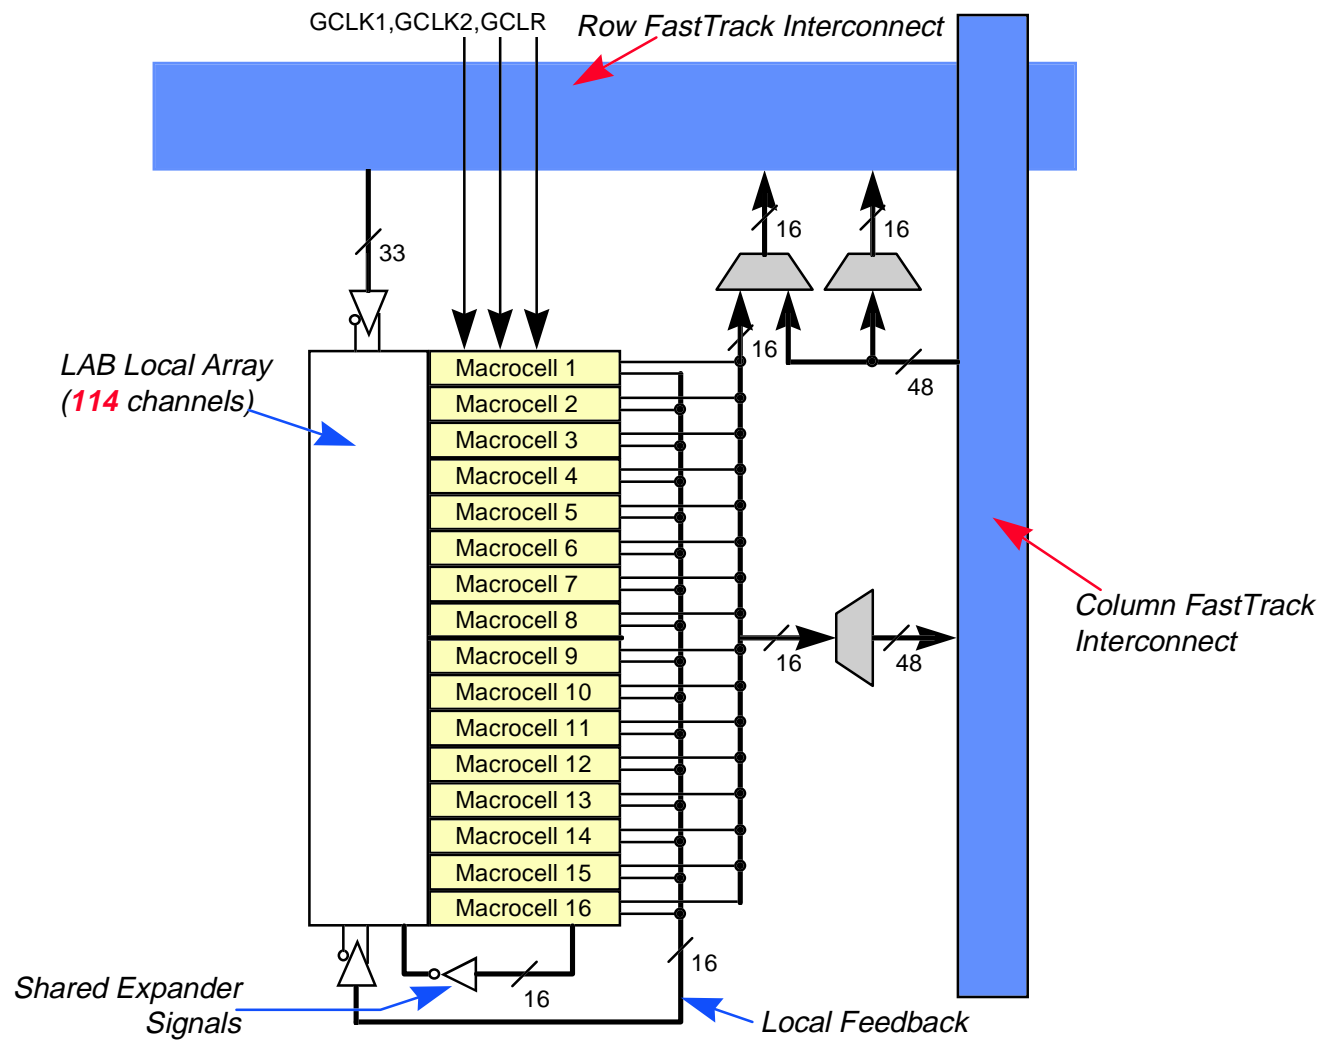 GCLK1,GCLK2,GCLR
Row FastTrack Interconnect
16
16
33
16
48
LAB Local Array
(114 channels)
Macrocell 1
Macrocell 2
Macrocell 3
Macrocell 4
Macrocell 5
Macrocell 6
Macrocell 7
Macrocell 8
Macrocell 9
Macrocell 10
Macrocell 11
Macrocell 12
Macrocell 13
Macrocell 14
Macrocell 15
Macrocell 16
Column FastTrack
Interconnect
16
48
16
16
Shared Expander
Signals
Local Feedback